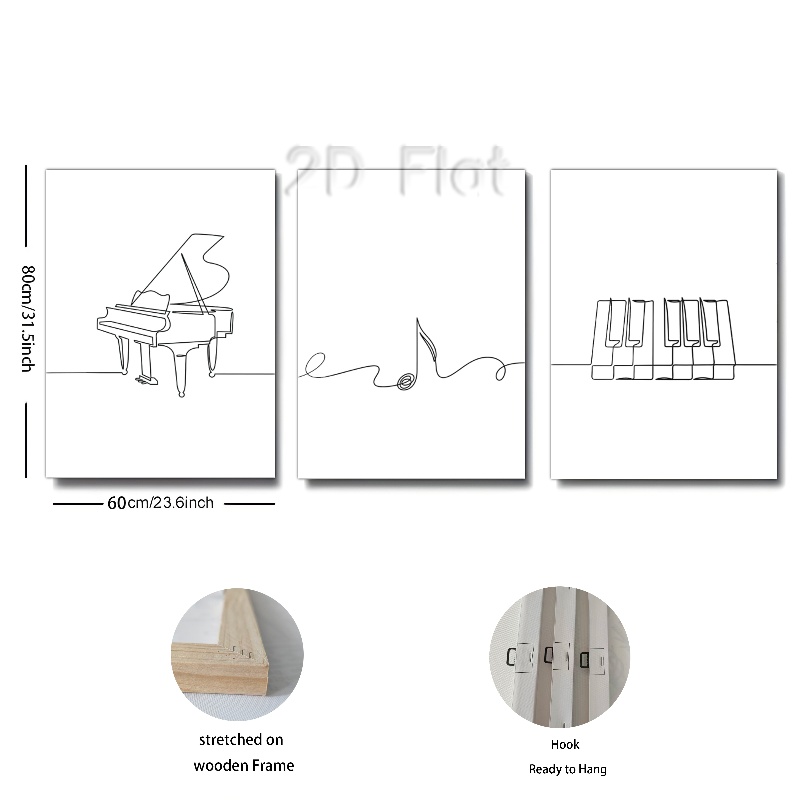 2D Flat
80cm/31.5inch
60cm/23.6inch
stretched on
wooden Frame
Hook
Ready to Hang